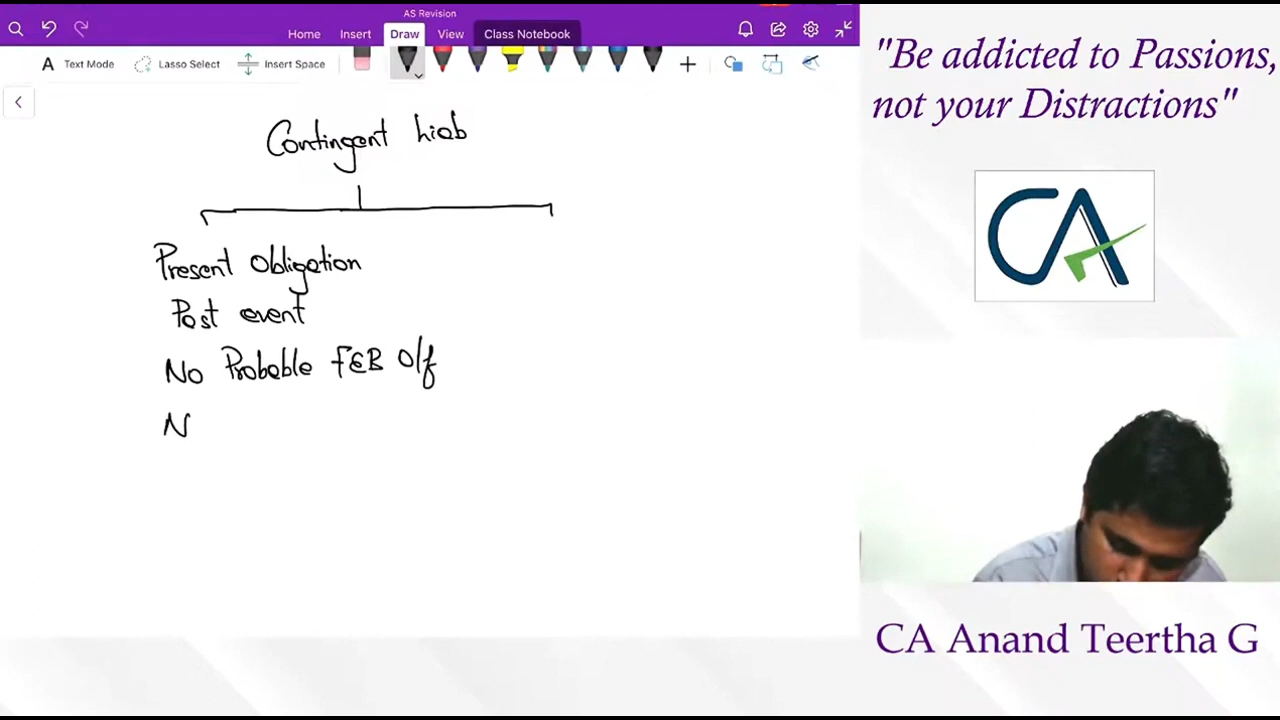 AS Revision
Home Insert Draw View Class Notebook
Text Mode Lasso Select Insert Space
Contingent Liab
Present Obligation
Past event
No Probable FEB O/f
N
"Be addicted to Passions,
not your Distractions"
CA
CA Anand Teertha G